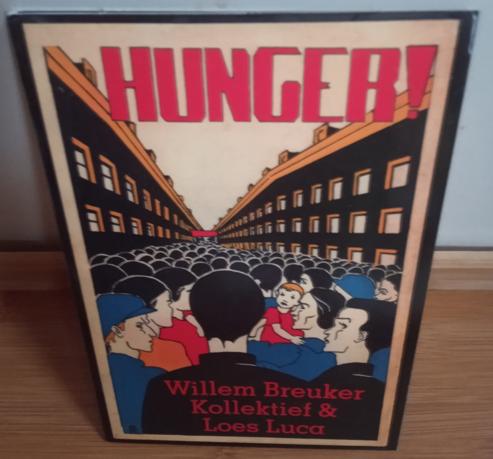 HUNGER!
Willem Breuker
Kollektief &
Loes Luca